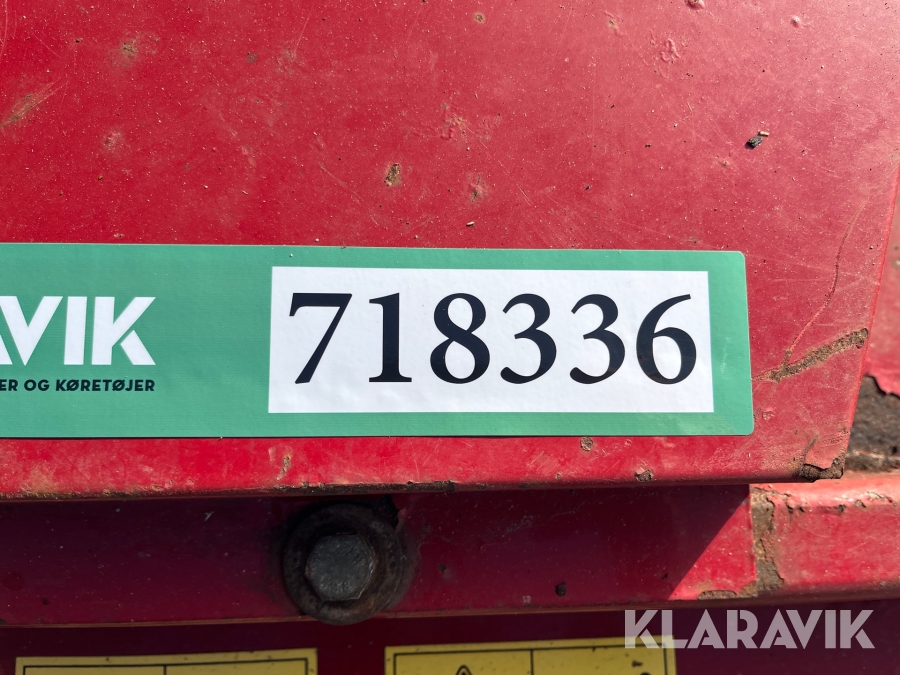 AVIK
ER OG KØRETØJER
718336
KLARAVIK